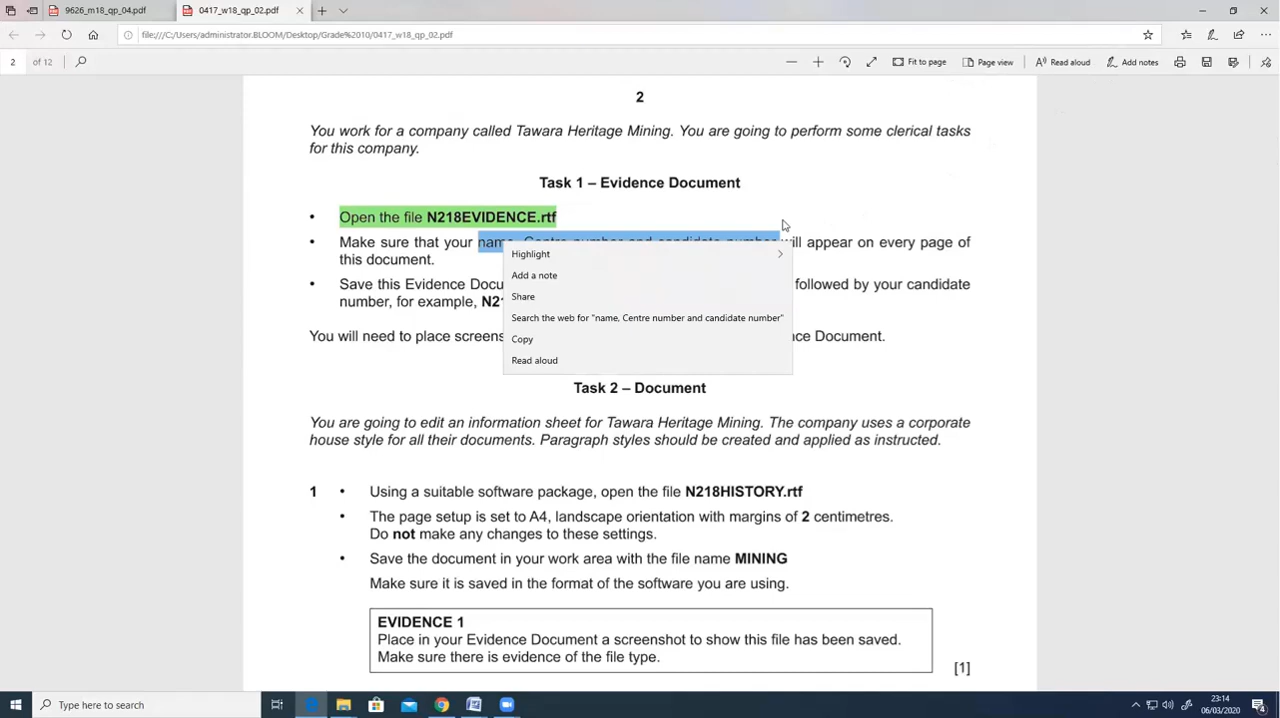 9626_m18_qp_04.pdf
0417_w18_qp_02.pdf
file:///C:/Users/administrator.BLOOM/Desktop/Grade%2010/0417_w18_qp_02.pdf
2 of 12 Fit to page Page view Read aloud Add notes
2
You work for a company called Tawara Heritage Mining. You are going to perform some clerical tasks
for this company.
Task 1 – Evidence Document
• Open the file N218EVIDENCE.rtf
• Make sure that your name, Centre number and candidate number will appear on every page of
this document.
• Save this Evidence Docu followed by your candidate
number, for example, N21
You will need to place screens nce Document.
Highlight
Add a note
Share
Search the web for "name, Centre number and candidate number"
Copy
Read aloud
Task 2 – Document
You are going to edit an information sheet for Tawara Heritage Mining. The company uses a corporate
house style for all their documents. Paragraph styles should be created and applied as instructed.
1 • Using a suitable software package, open the file N218HISTORY.rtf
• The page setup is set to A4, landscape orientation with margins of 2 centimetres.
Do not make any changes to these settings.
• Save the document in your work area with the file name MINING
Make sure it is saved in the format of the software you are using.
EVIDENCE 1
Place in your Evidence Document a screenshot to show this file has been saved.
Make sure there is evidence of the file type.
[1]
Type here to search
23:14
06/03/2020